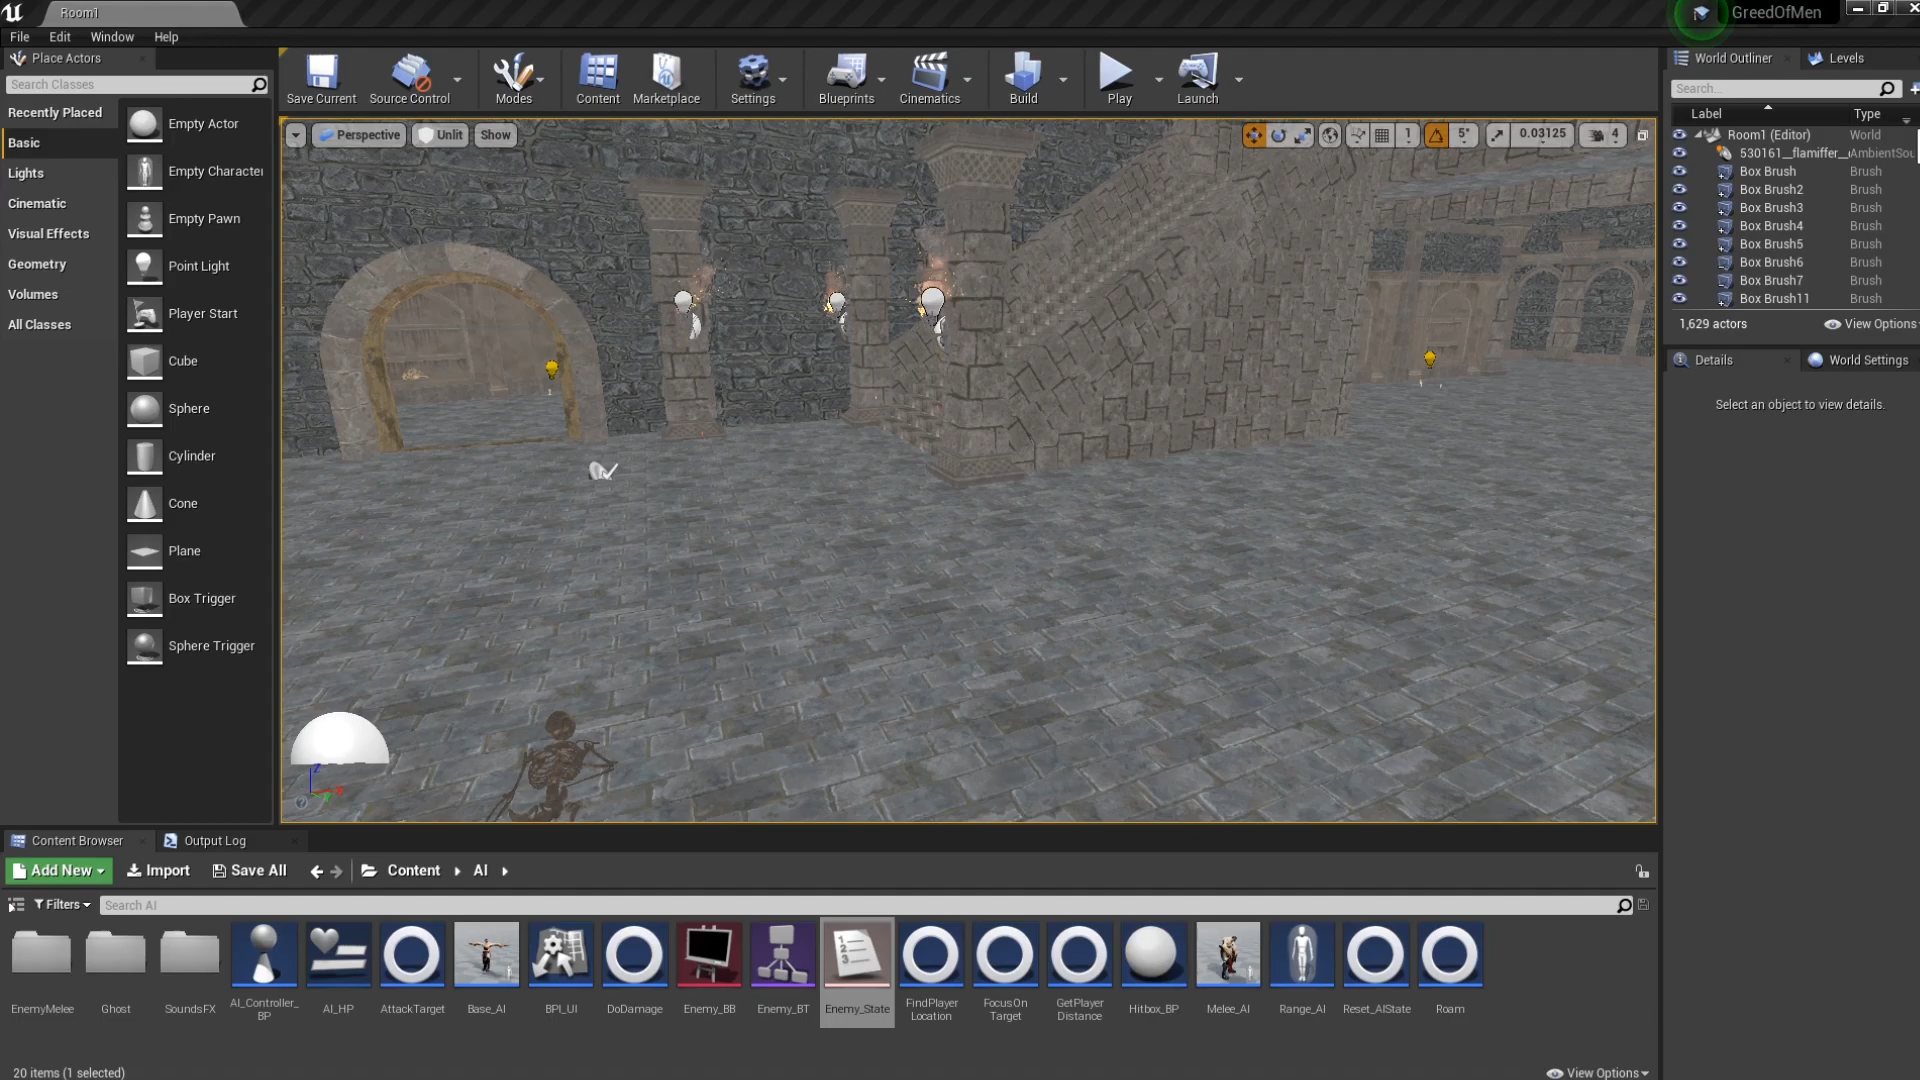 Room1
GreedOfMen
File Edit Window Help
Place Actors
Search Classes
Recently Placed
Basic
Lights
Cinematic
Visual Effects
Geometry
Volumes
All Classes
Empty Actor
Empty Character
Empty Pawn
Point Light
Player Start
Cube
Sphere
Cylinder
Cone
Plane
Box Trigger
Sphere Trigger
Save Current
Source Control
Modes
Content
Marketplace
Settings
Blueprints
Cinematics
Build
Play
Launch
Perspective
Unlit
Show
1
5°
0.03125
4
Z
X
Y
World Outliner
Levels
Search...
Label Type
Room1 (Editor) World
530161__flamiffer__ AmbientSou
Box Brush Brush
Box Brush2 Brush
Box Brush3 Brush
Box Brush4 Brush
Box Brush5 Brush
Box Brush6 Brush
Box Brush7 Brush
Box Brush11 Brush
1,629 actors
View Options
Details
World Settings
Select an object to view details.
Content Browser
Output Log
Add New
Import
Save All
Content
AI
Filters
Search AI
EnemyMelee
Ghost
SoundsFX
AI_Controller_
BP
AI_HP
AttackTarget
Base_AI
BPI_UI
DoDamage
Enemy_BB
Enemy_BT
Enemy_State
FindPlayer
Location
FocusOn
Target
GetPlayer
Distance
Hitbox_BP
Melee_AI
Range_AI
Reset_AIState
Roam
20 items (1 selected)
View Options